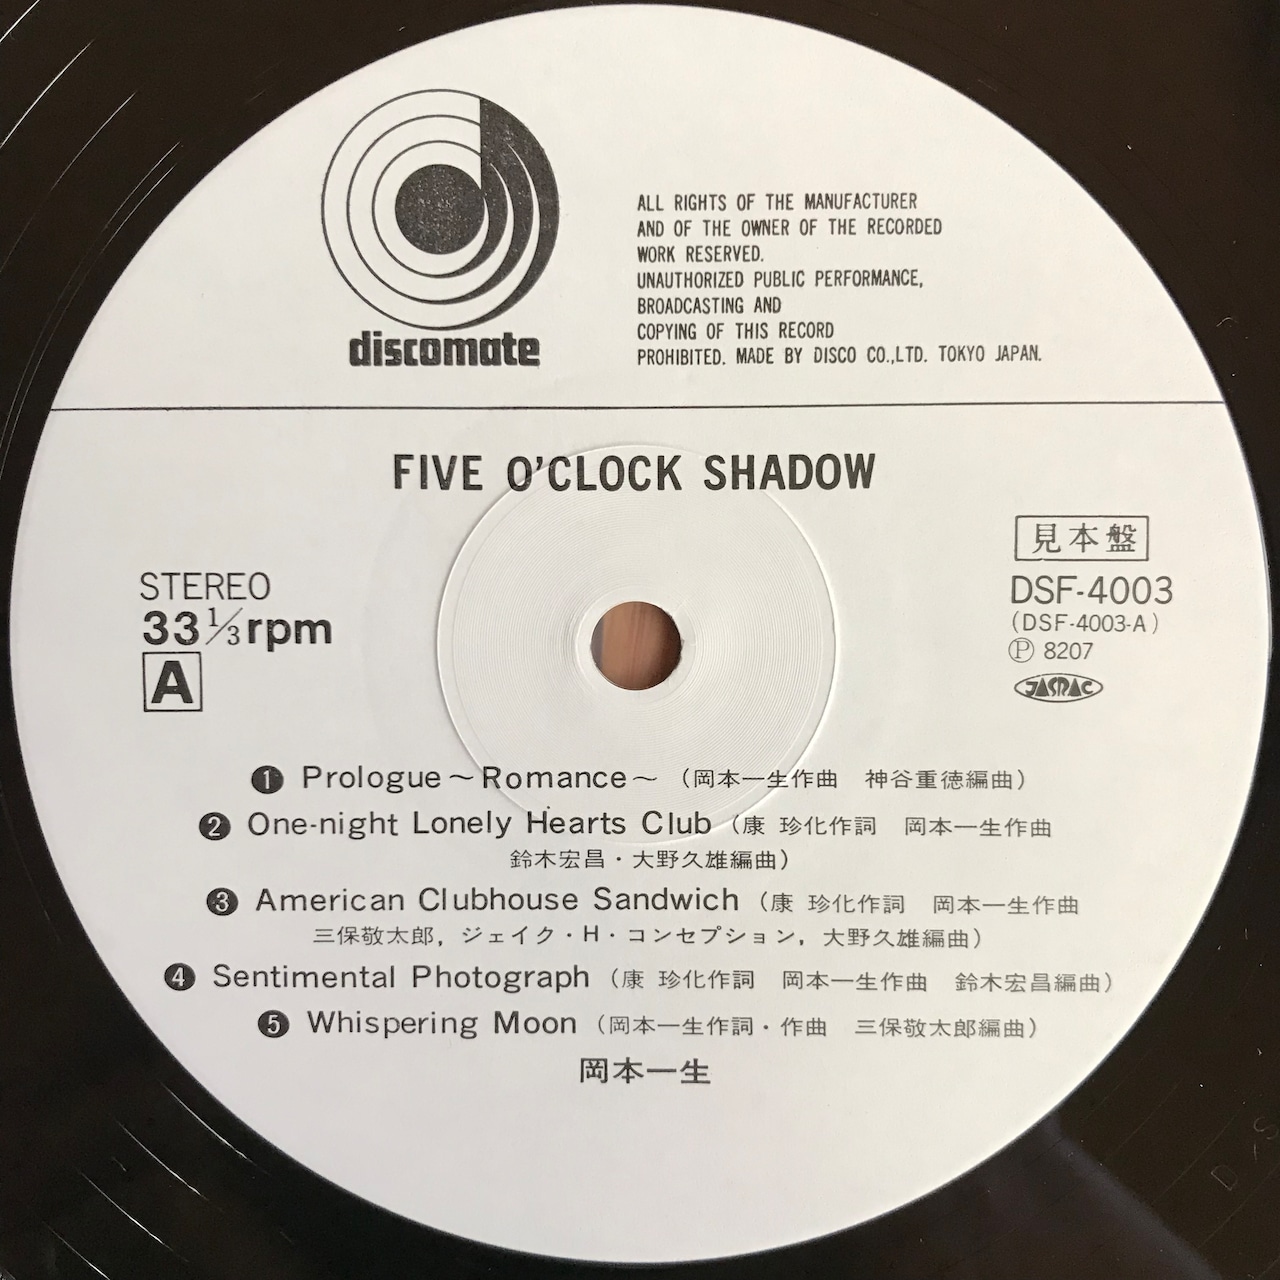 discomate
ALL RIGHTS OF THE MANUFACTURER
AND OF THE OWNER OF THE RECORDED
WORK RESERVED.
UNAUTHORIZED PUBLIC PERFORMANCE,
BROADCASTING AND
COPYING OF THIS RECORD
PROHIBITED. MADE BY DISCO CO.,LTD. TOKYO JAPAN.
FIVE O'CLOCK SHADOW
STEREO
33 1/3 rpm
A
見本盤
DSF-4003
(DSF-4003-A)
Ⓟ 8207
JASRAC
❶ Prologue～Romance～ (岡本一生作曲　神谷重徳編曲)
❷ One-night Lonely Hearts Club (康 珍化作詞　岡本一生作曲
鈴木宏昌・大野久雄編曲)
❸ American Clubhouse Sandwich (康 珍化作詞　岡本一生作曲
三保敬太郎, ジェイク・H・コンセプション, 大野久雄編曲)
❹ Sentimental Photograph (康 珍化作詞　岡本一生作曲　鈴木宏昌編曲)
❺ Whispering Moon (岡本一生作詞・作曲　三保敬太郎編曲)
岡本一生